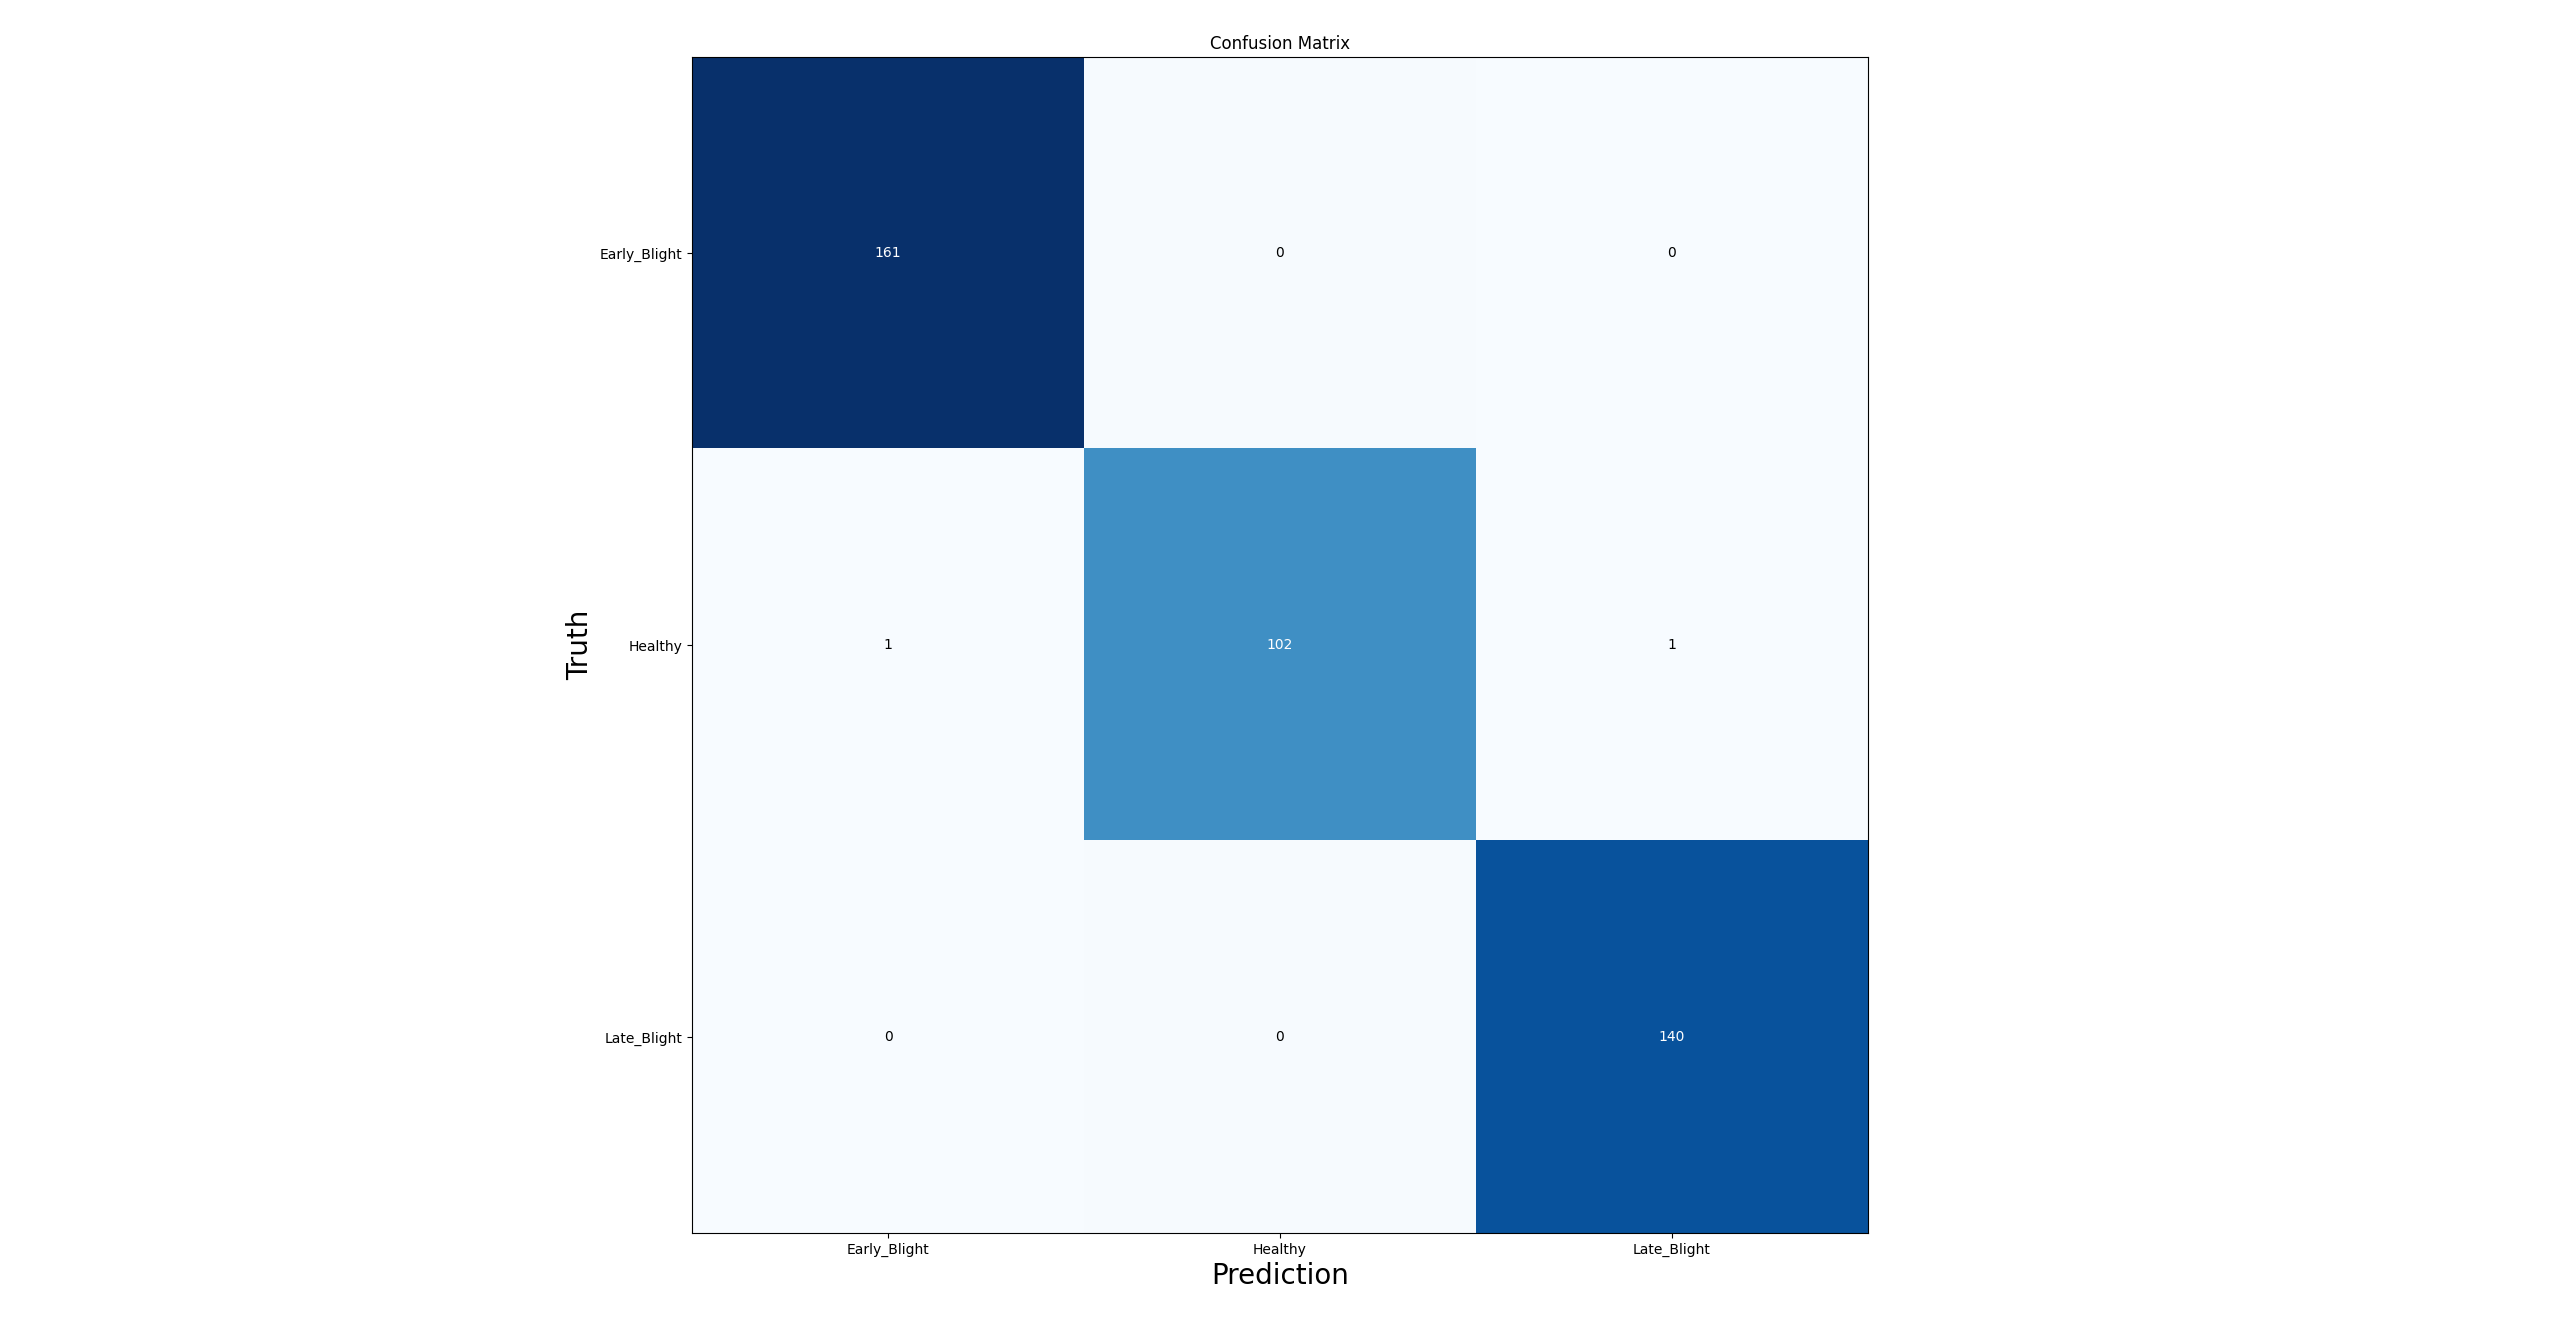 Confusion Matrix
Early_Blight 161 0 0
Truth
Healthy 1 102 1
Late_Blight 0 0 140
Early_Blight Healthy Late_Blight
Prediction